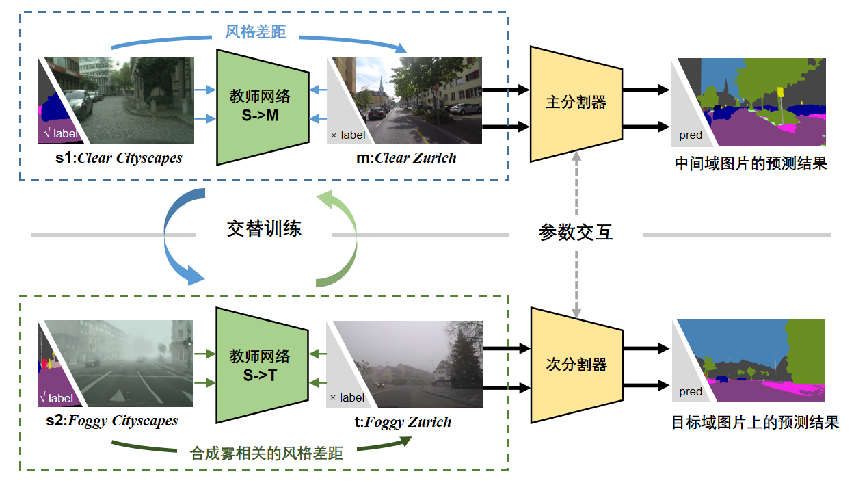 风格差距
教师网络
S->M
√ label
× label
s1:Clear Cityscapes
m:Clear Zurich
主分割器
pred
中间域图片的预测结果
交替训练
参数交互
教师网络
S->T
√ label
× label
s2:Foggy Cityscapes
t:Foggy Zurich
合成雾相关的风格差距
次分割器
pred
目标域图片上的预测结果